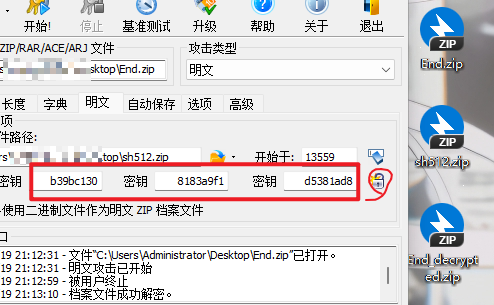 开始! 停止 基准测试 升级 帮助 关于 退出
ZIP/RAR/ACE/ARJ 文件 攻击类型
sktop\End.zip 明文
长度 字典 明文 自动保存 选项 高级
件路径:
top\sh512.zip 开始于: 13559
密钥 b39bc130 密钥 8183a9f1 密钥 d5381ad8
使用二进制文件作为明文 ZIP 档案文件
口
19 21:12:31 - 文件“C:\Users\Administrator\Desktop\End.zip”已打开。
19 21:12:31 - 明文攻击已开始
19 21:12:59 - 被用户终止
19 21:13:10 - 档案文件成功解密。
ZIP
End.zip
ZIP
sh512.zip
ZIP
End_decrypt
ed.zip